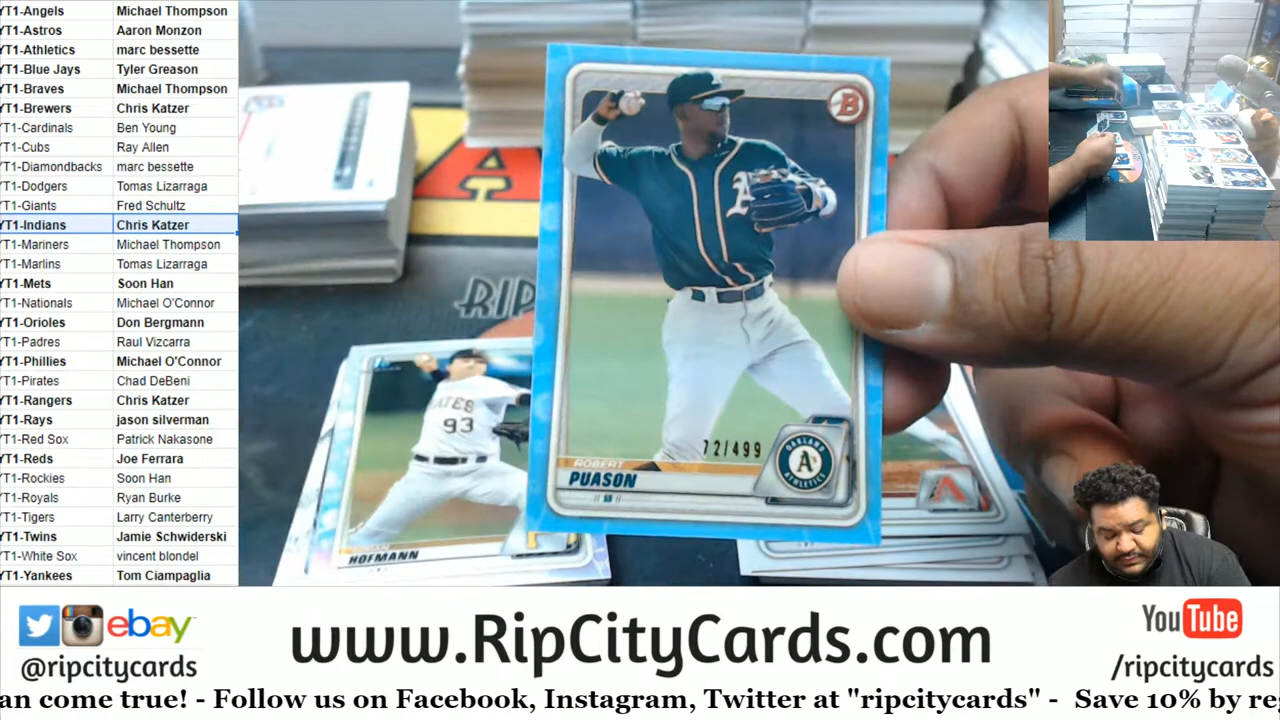 YT1-Angels Michael Thompson
YT1-Astros Aaron Monzon
YT1-Athletics marc bessette
YT1-Blue Jays Tyler Greason
YT1-Braves Michael Thompson
YT1-Brewers Chris Katzer
YT1-Cardinals Ben Young
YT1-Cubs Ray Allen
YT1-Diamondbacks marc bessette
YT1-Dodgers Tomas Lizarraga
YT1-Giants Fred Schultz
YT1-Indians Chris Katzer
YT1-Mariners Michael Thompson
YT1-Marlins Tomas Lizarraga
YT1-Mets Soon Han
YT1-Nationals Michael O'Connor
YT1-Orioles Don Bergmann
YT1-Padres Raul Vizcarra
YT1-Phillies Michael O'Connor
YT1-Pirates Chad DeBeni
YT1-Rangers Chris Katzer
YT1-Rays jason silverman
YT1-Red Sox Patrick Nakasone
YT1-Reds Joe Ferrara
YT1-Rockies Soon Han
YT1-Royals Ryan Burke
YT1-Tigers Larry Canterberry
YT1-Twins Jamie Schwiderski
YT1-White Sox vincent blondel
YT1-Yankees Tom Ciampaglia
B
A
RIP
ATES
93
HOFMANN
72/499
ROBERT
PUASON
SS
OAKLAND
A's
ATHLETICS
A
ebay
@ripcitycards
www.RipCityCards.com
YouTube
/ripcitycards
an come true! - Follow us on Facebook, Instagram, Twitter at "ripcitycards" - Save 10% by re